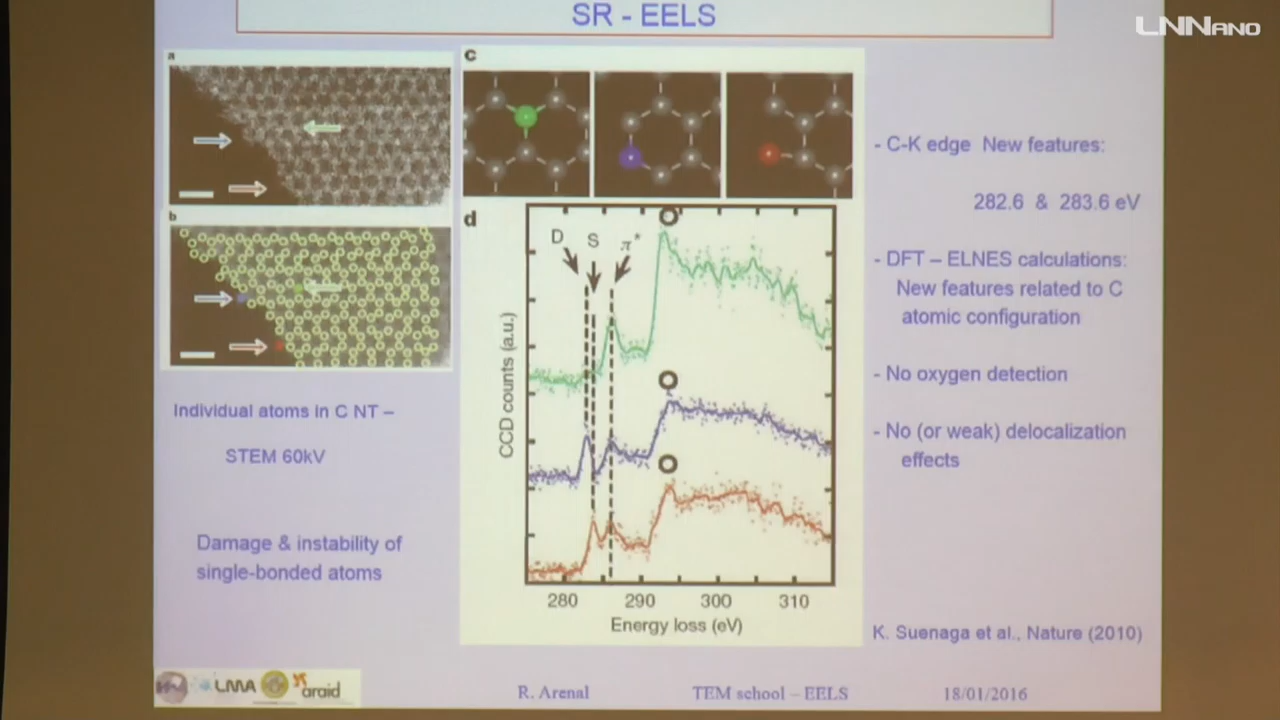 SR - EELS
LNNANO
a
b
c
d
D
S
π*
CCD counts (a.u.)
280
290
300
310
Energy loss (eV)
Individual atoms in C NT –
STEM 60kV
Damage & instability of
single-bonded atoms
- C-K edge New features:
282.6 & 283.6 eV
- DFT – ELNES calculations:
New features related to C
atomic configuration
- No oxygen detection
- No (or weak) delocalization
effects
K. Suenaga et al., Nature (2010)
LMA
araid
R. Arenal
TEM school – EELS
18/01/2016